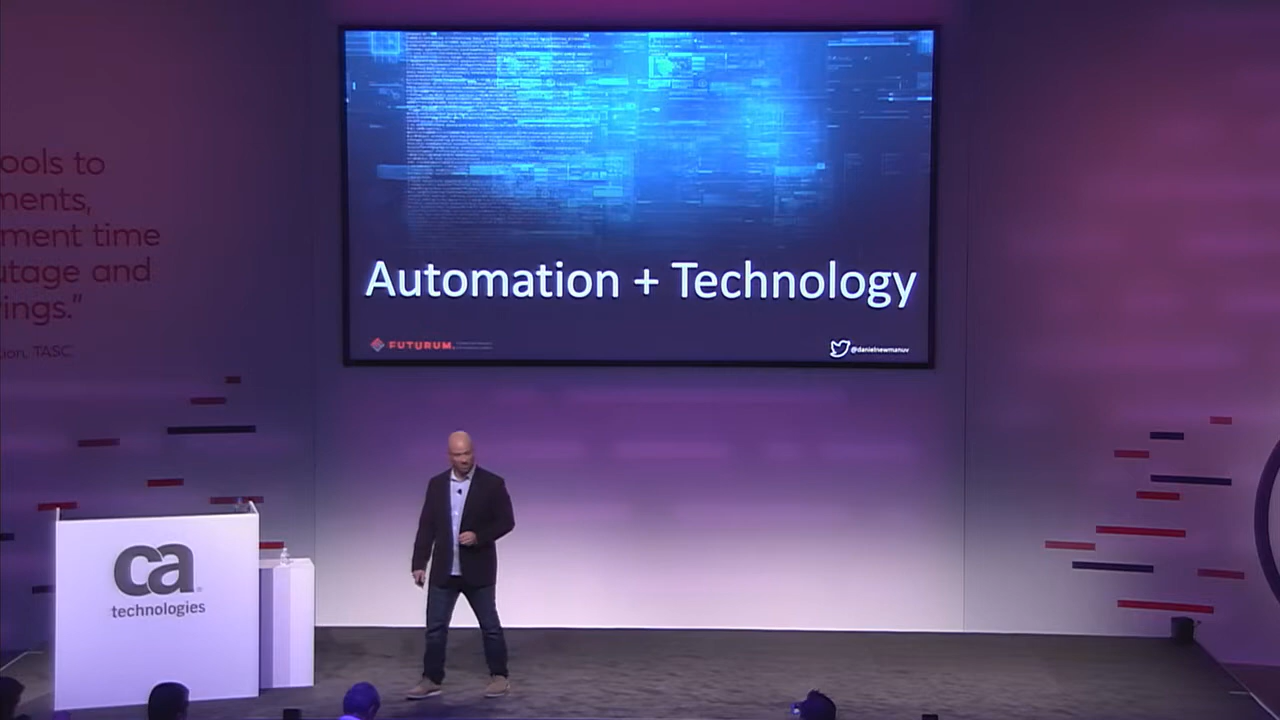 ools to
ments,
ment time
utage and
ings.”
ion, TASC
Automation + Technology
FUTURUM.
@danielnewmanuv
ca
technologies